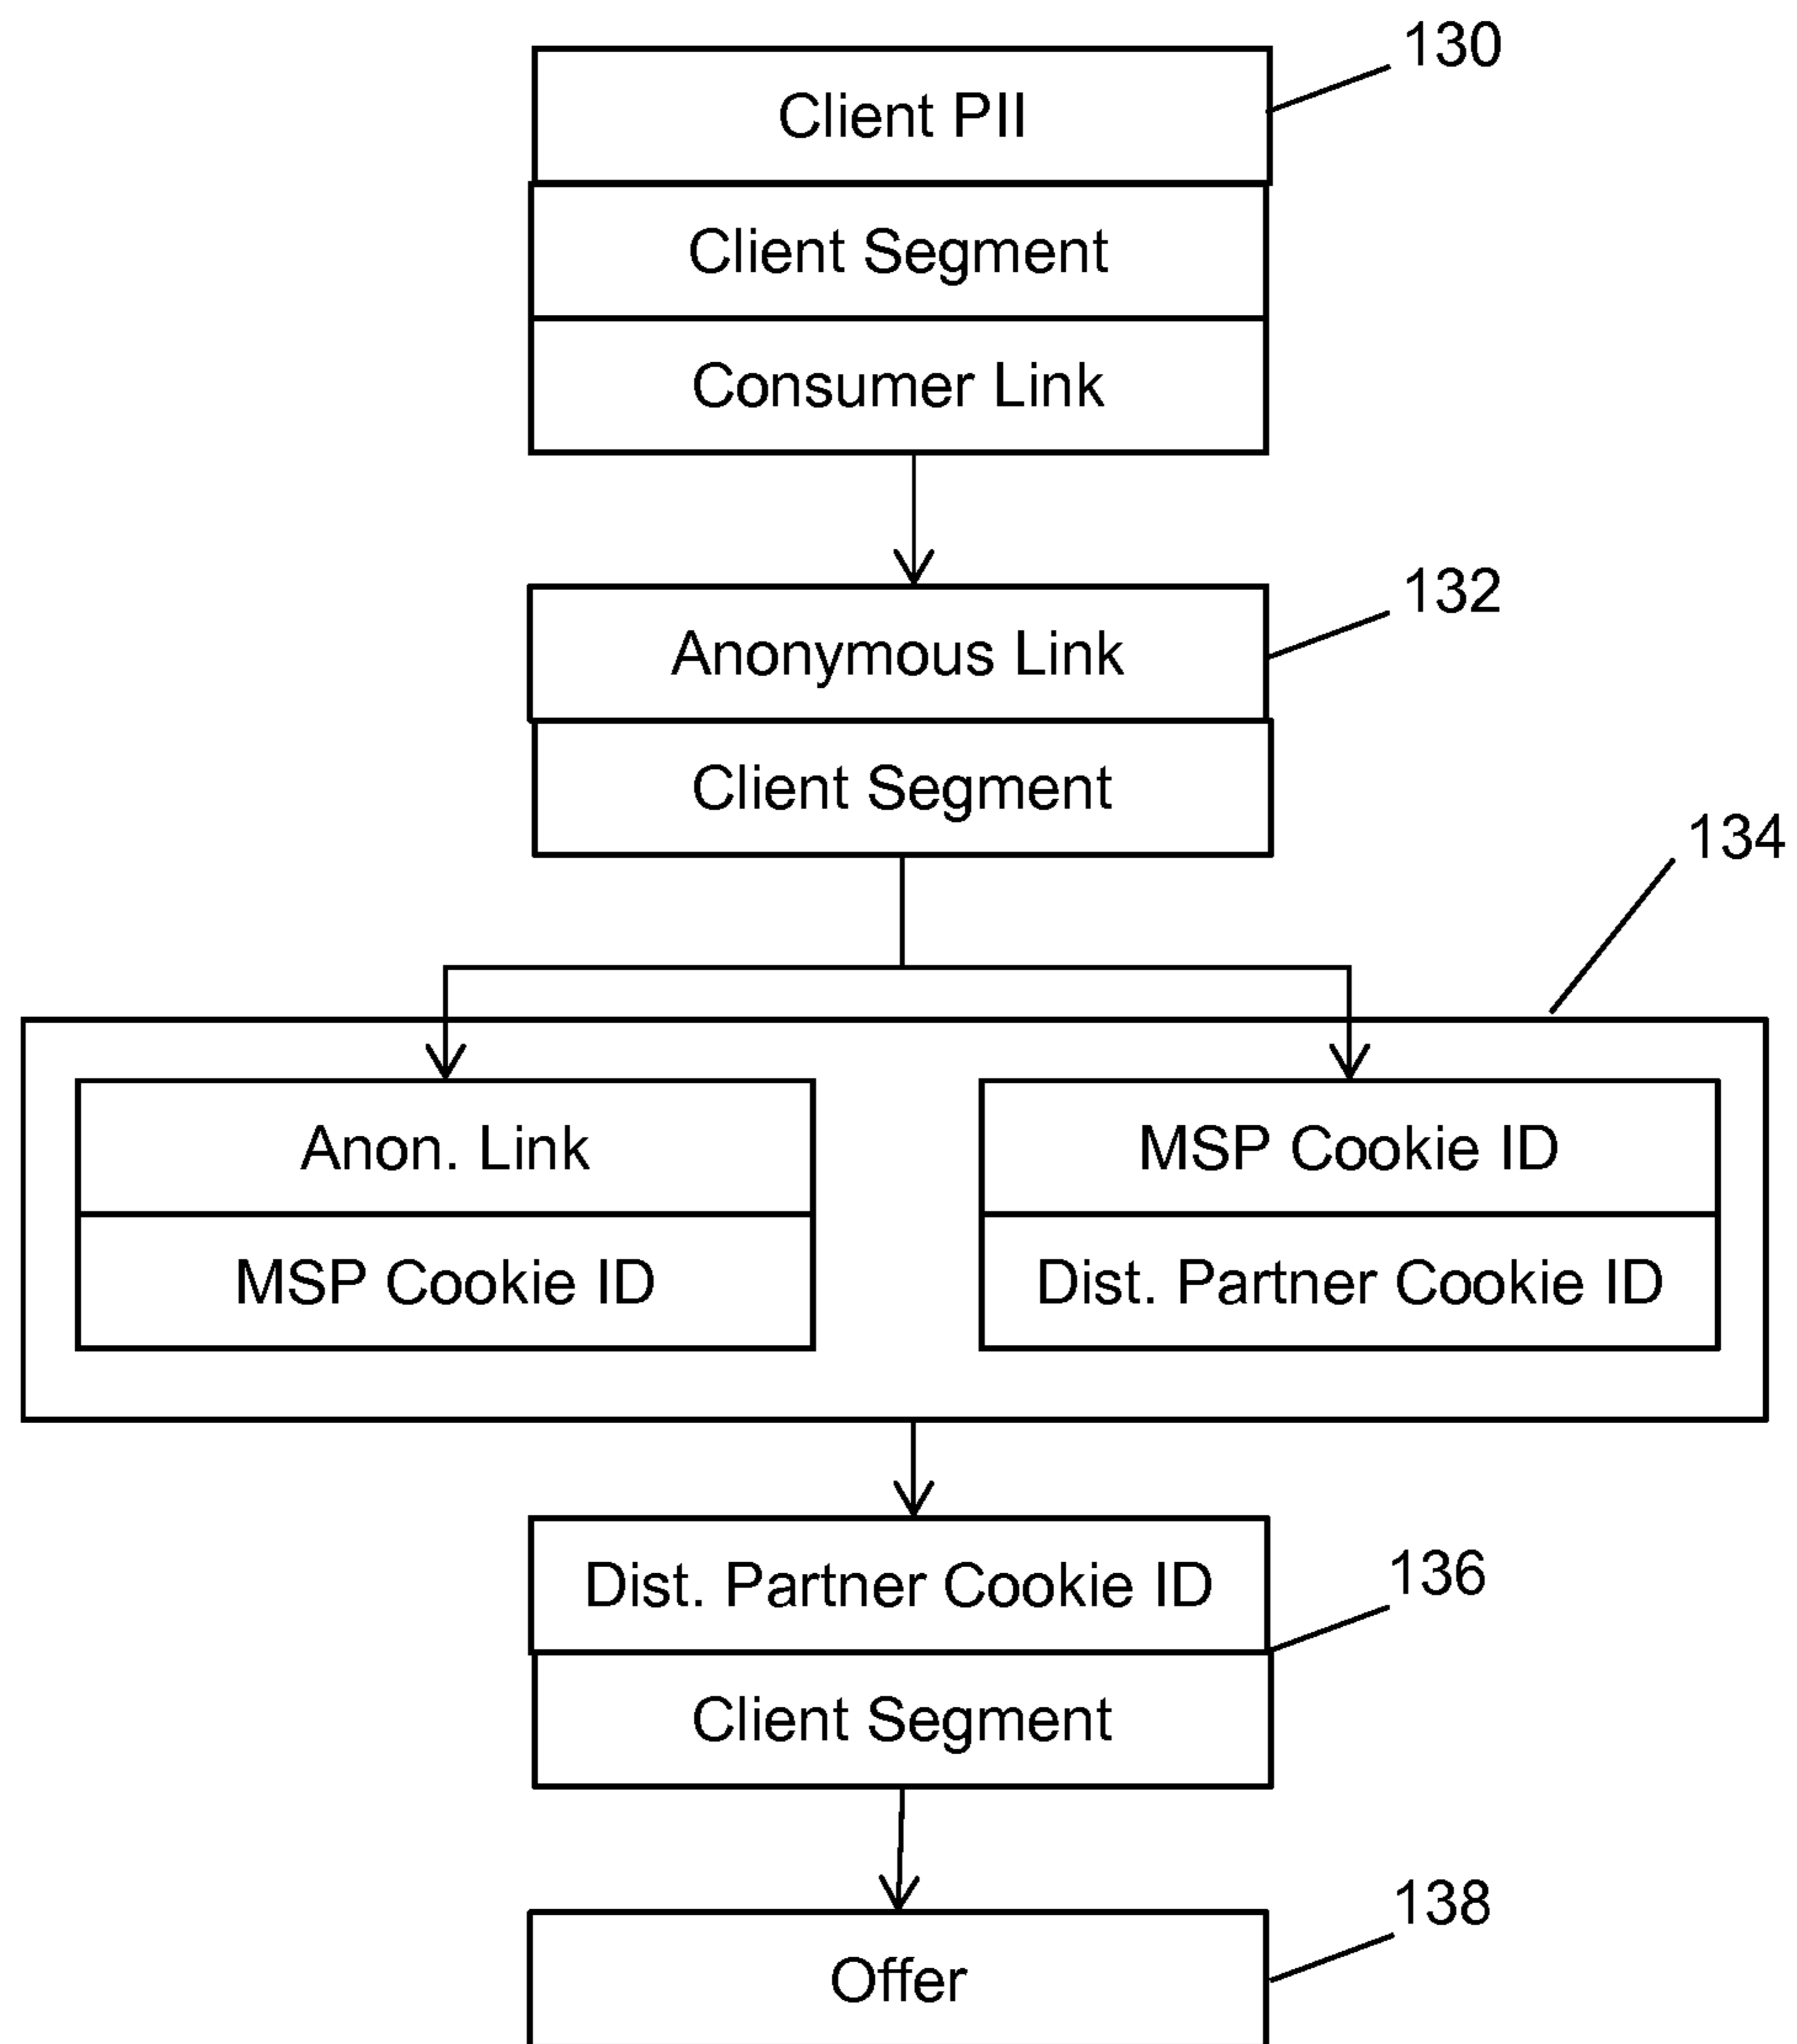 130
Client PII
Client Segment
Consumer Link
132
Anonymous Link
Client Segment
134
Anon. Link
MSP Cookie ID
MSP Cookie ID
Dist. Partner Cookie ID
136
Dist. Partner Cookie ID
Client Segment
138
Offer